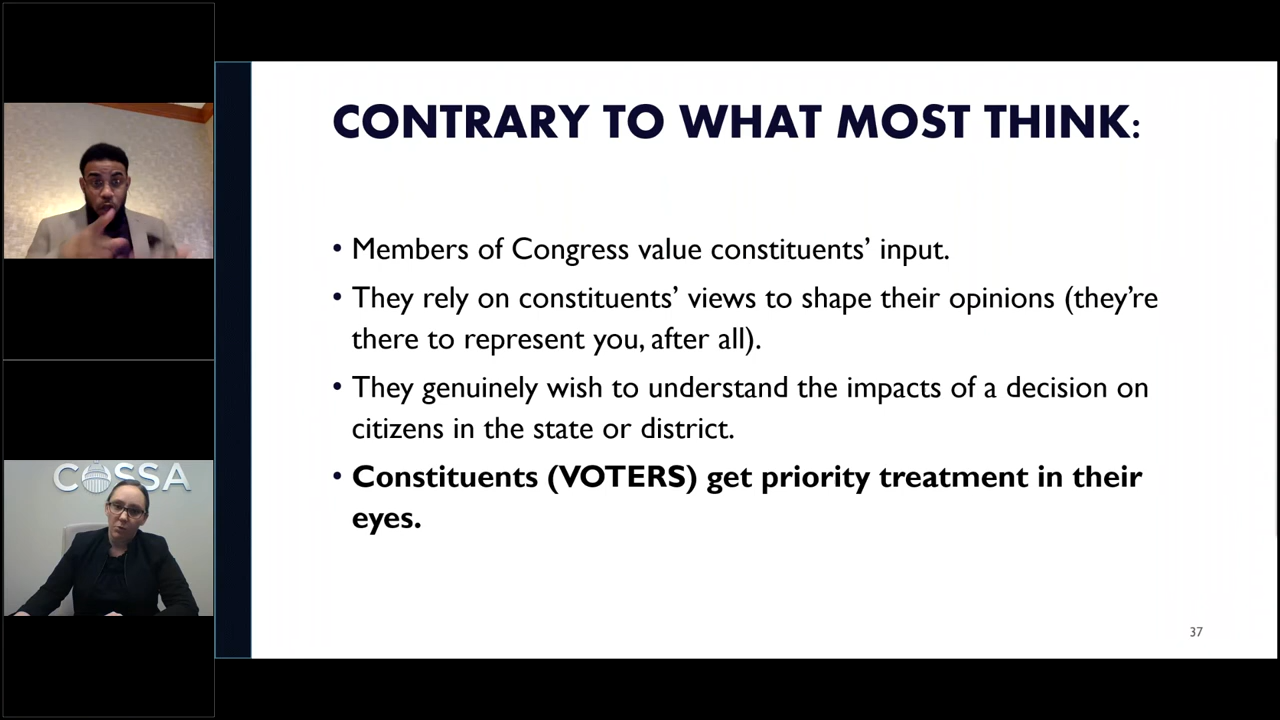 CONTRARY TO WHAT MOST THINK:
• Members of Congress value constituents’ input.
• They rely on constituents’ views to shape their opinions (they’re
there to represent you, after all).
• They genuinely wish to understand the impacts of a decision on
citizens in the state or district.
• Constituents (VOTERS) get priority treatment in their
eyes.
37
COSSA